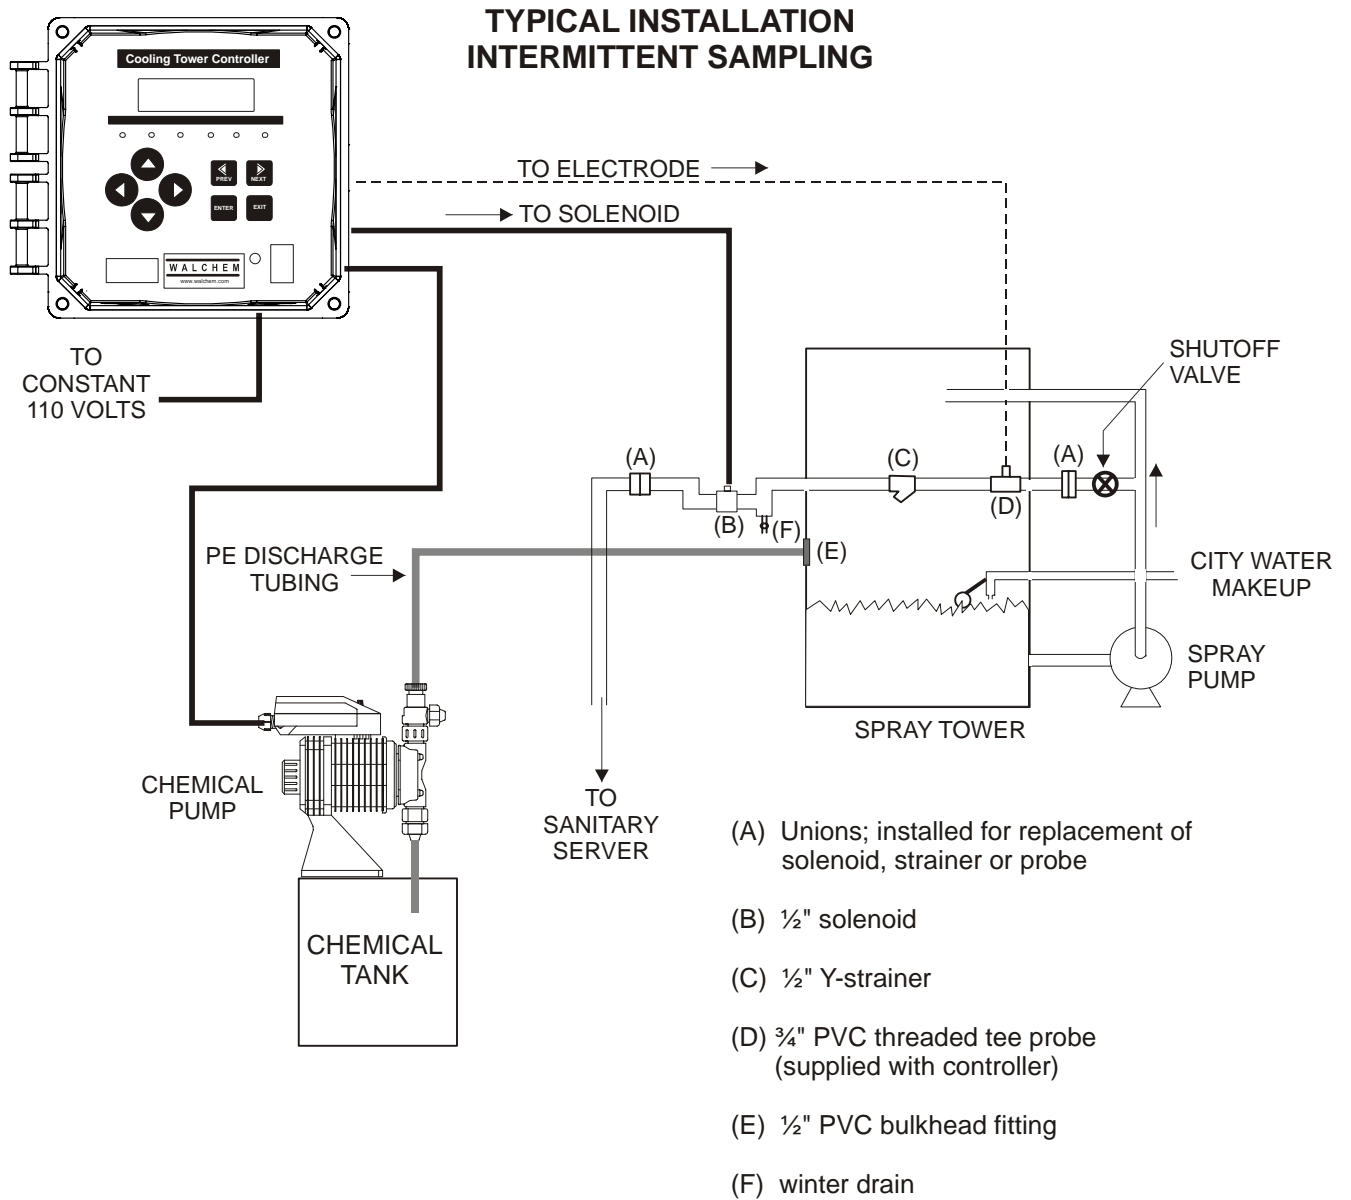 TYPICAL INSTALLATION
INTERMITTENT SAMPLING
Cooling Tower Controller
PREV
NEXT
ENTER
EXIT
WALCHEM
www.walchem.com
TO ELECTRODE
TO SOLENOID
TO
CONSTANT
110 VOLTS
SHUTOFF
VALVE
(A)
(B)
(F)
(C)
(D)
(A)
(E)
PE DISCHARGE
TUBING
CITY WATER
MAKEUP
SPRAY
PUMP
SPRAY TOWER
CHEMICAL
PUMP
TO
SANITARY
SERVER
CHEMICAL
TANK
(A) Unions; installed for replacement of
solenoid, strainer or probe
(B) ½" solenoid
(C) ½" Y-strainer
(D) ¾" PVC threaded tee probe
(supplied with controller)
(E) ½" PVC bulkhead fitting
(F) winter drain